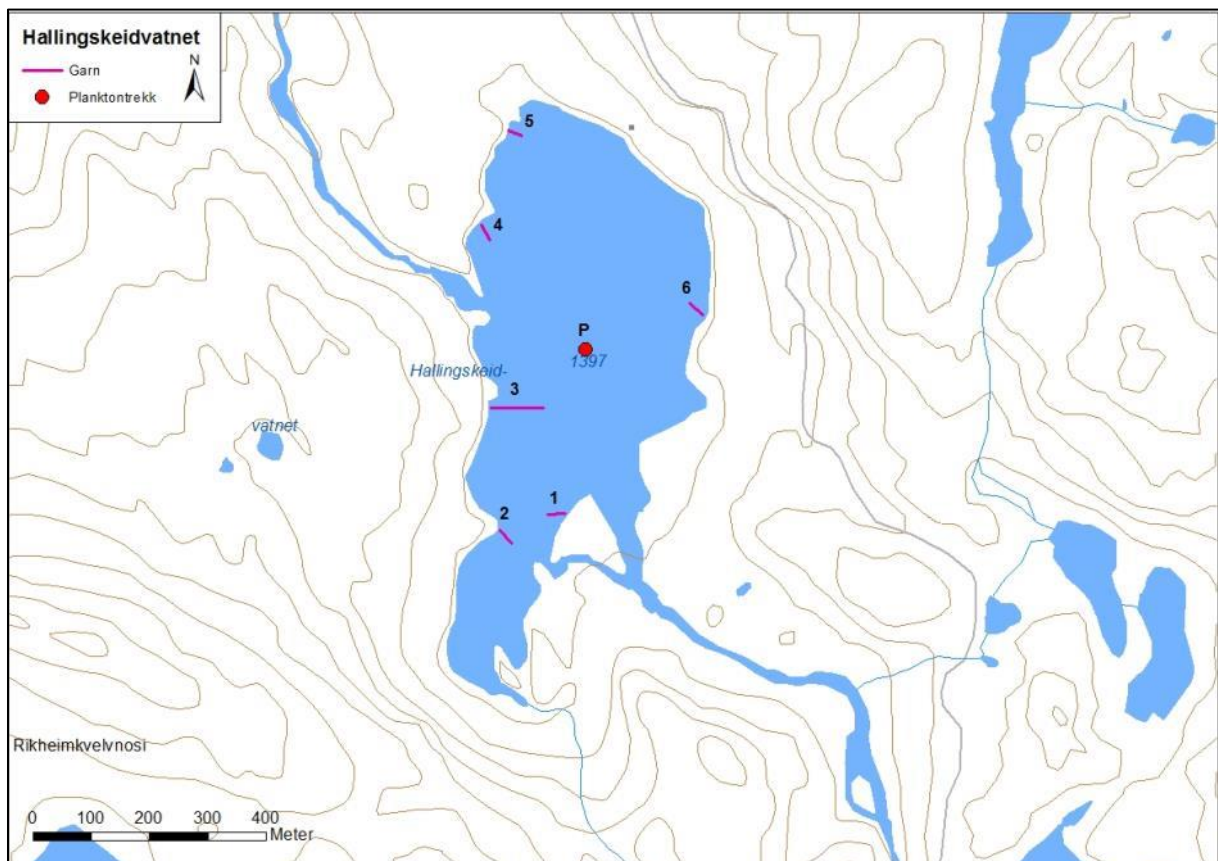 Hallingskeidvatnet
N
Garn
Planktontrekk
5
4
6
P
1397
Hallingskeid-
3
vatnet
1
2
Rikheimkvelvnosi
0 100 200 300 400
Meter